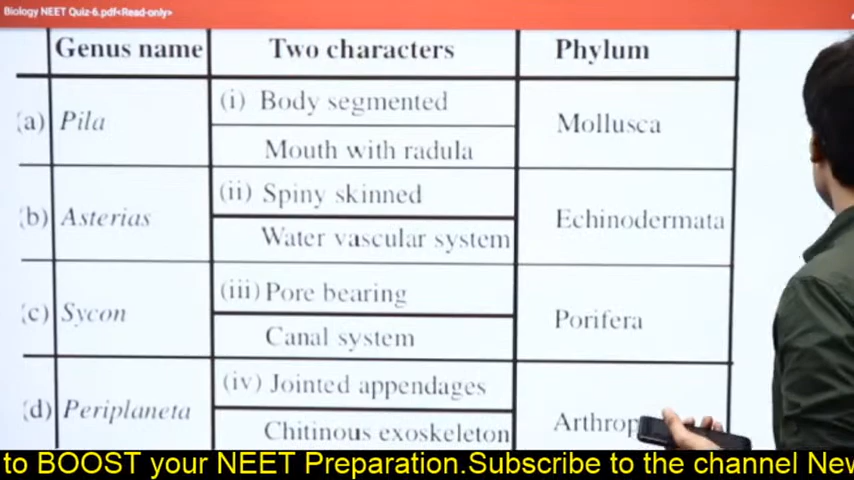 Biology NEET Quiz-6.pdf<Read-only>
Genus name Two characters Phylum
(a) Pila (i) Body segmented Mollusca
Mouth with radula
(b) Asterias (ii) Spiny skinned Echinodermata
Water vascular system
(c) Sycon (iii) Pore bearing Porifera
Canal system
(d) Periplaneta (iv) Jointed appendages Arthrop
Chitinous exoskeleton
to BOOST your NEET Preparation.Subscribe to the channel New